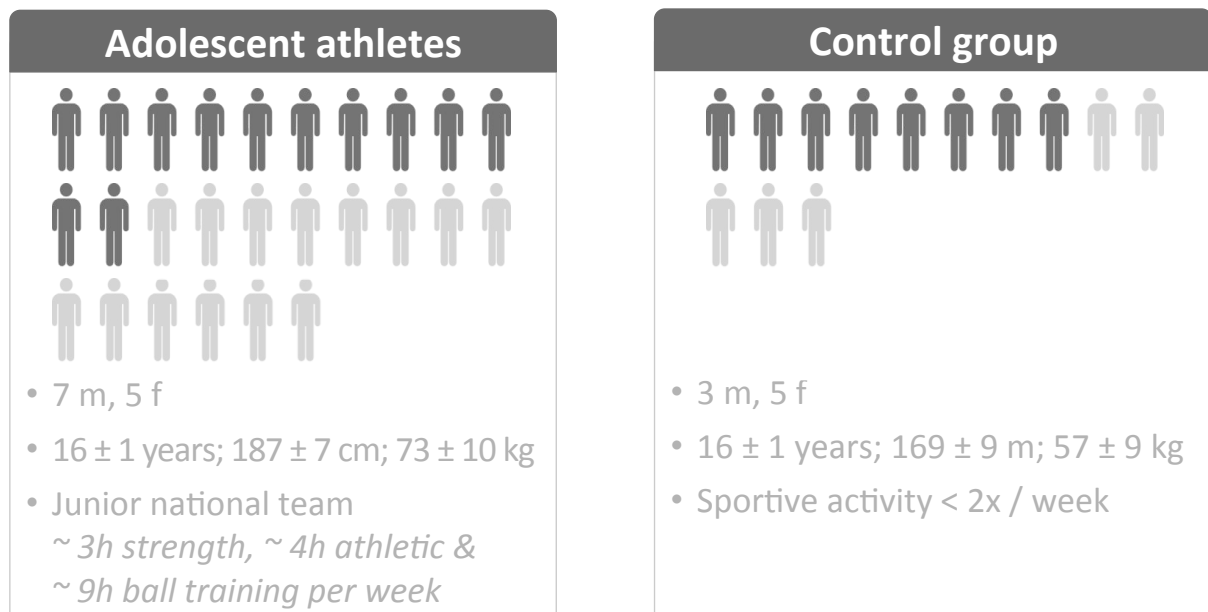 Adolescent athletes
• 7 m, 5 f
• 16 ± 1 years; 187 ± 7 cm; 73 ± 10 kg
• Junior national team
~ 3h strength, ~ 4h athletic &
~ 9h ball training per week
Control group
• 3 m, 5 f
• 16 ± 1 years; 169 ± 9 m; 57 ± 9 kg
• Sportive activity < 2x / week